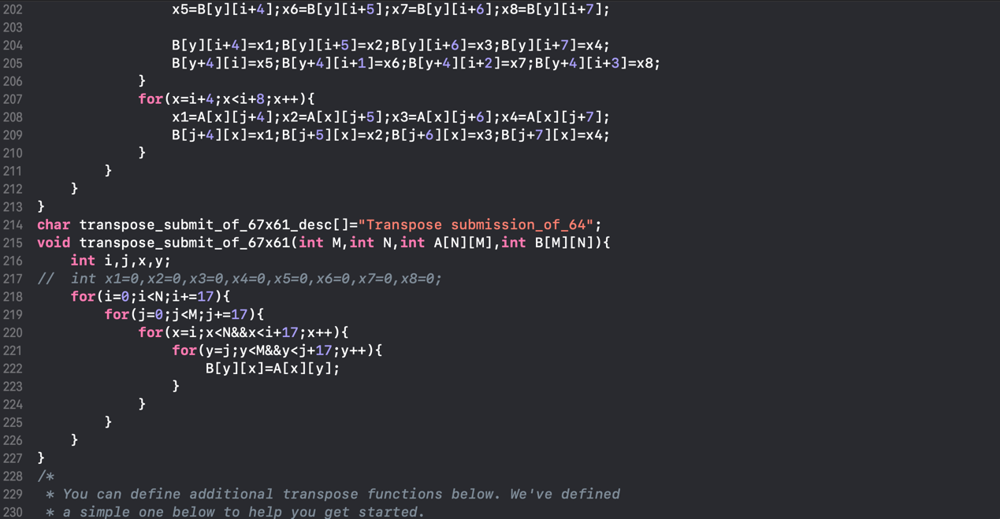 202 x5=B[y][i+4];x6=B[y][i+5];x7=B[y][i+6];x8=B[y][i+7];
203
204 B[y][i+4]=x1;B[y][i+5]=x2;B[y][i+6]=x3;B[y][i+7]=x4;
205 B[y+4][i]=x5;B[y+4][i+1]=x6;B[y+4][i+2]=x7;B[y+4][i+3]=x8;
206 }
207 for(x=i+4;x<i+8;x++){
208 x1=A[x][j+4];x2=A[x][j+5];x3=A[x][j+6];x4=A[x][j+7];
209 B[j+4][x]=x1;B[j+5][x]=x2;B[j+6][x]=x3;B[j+7][x]=x4;
210 }
211 }
212 }
213 }
214 char transpose_submit_of_67x61_desc[]="Transpose submission_of_64";
215 void transpose_submit_of_67x61(int M,int N,int A[N][M],int B[M][N]){
216 int i,j,x,y;
217 // int x1=0,x2=0,x3=0,x4=0,x5=0,x6=0,x7=0,x8=0;
218 for(i=0;i<N;i+=17){
219 for(j=0;j<M;j+=17){
220 for(x=i;x<N&&x<i+17;x++){
221 for(y=j;y<M&&y<j+17;y++){
222 B[y][x]=A[x][y];
223 }
224 }
225 }
226 }
227 }
228 /*
229 * You can define additional transpose functions below. We've defined
230 * a simple one below to help you get started.